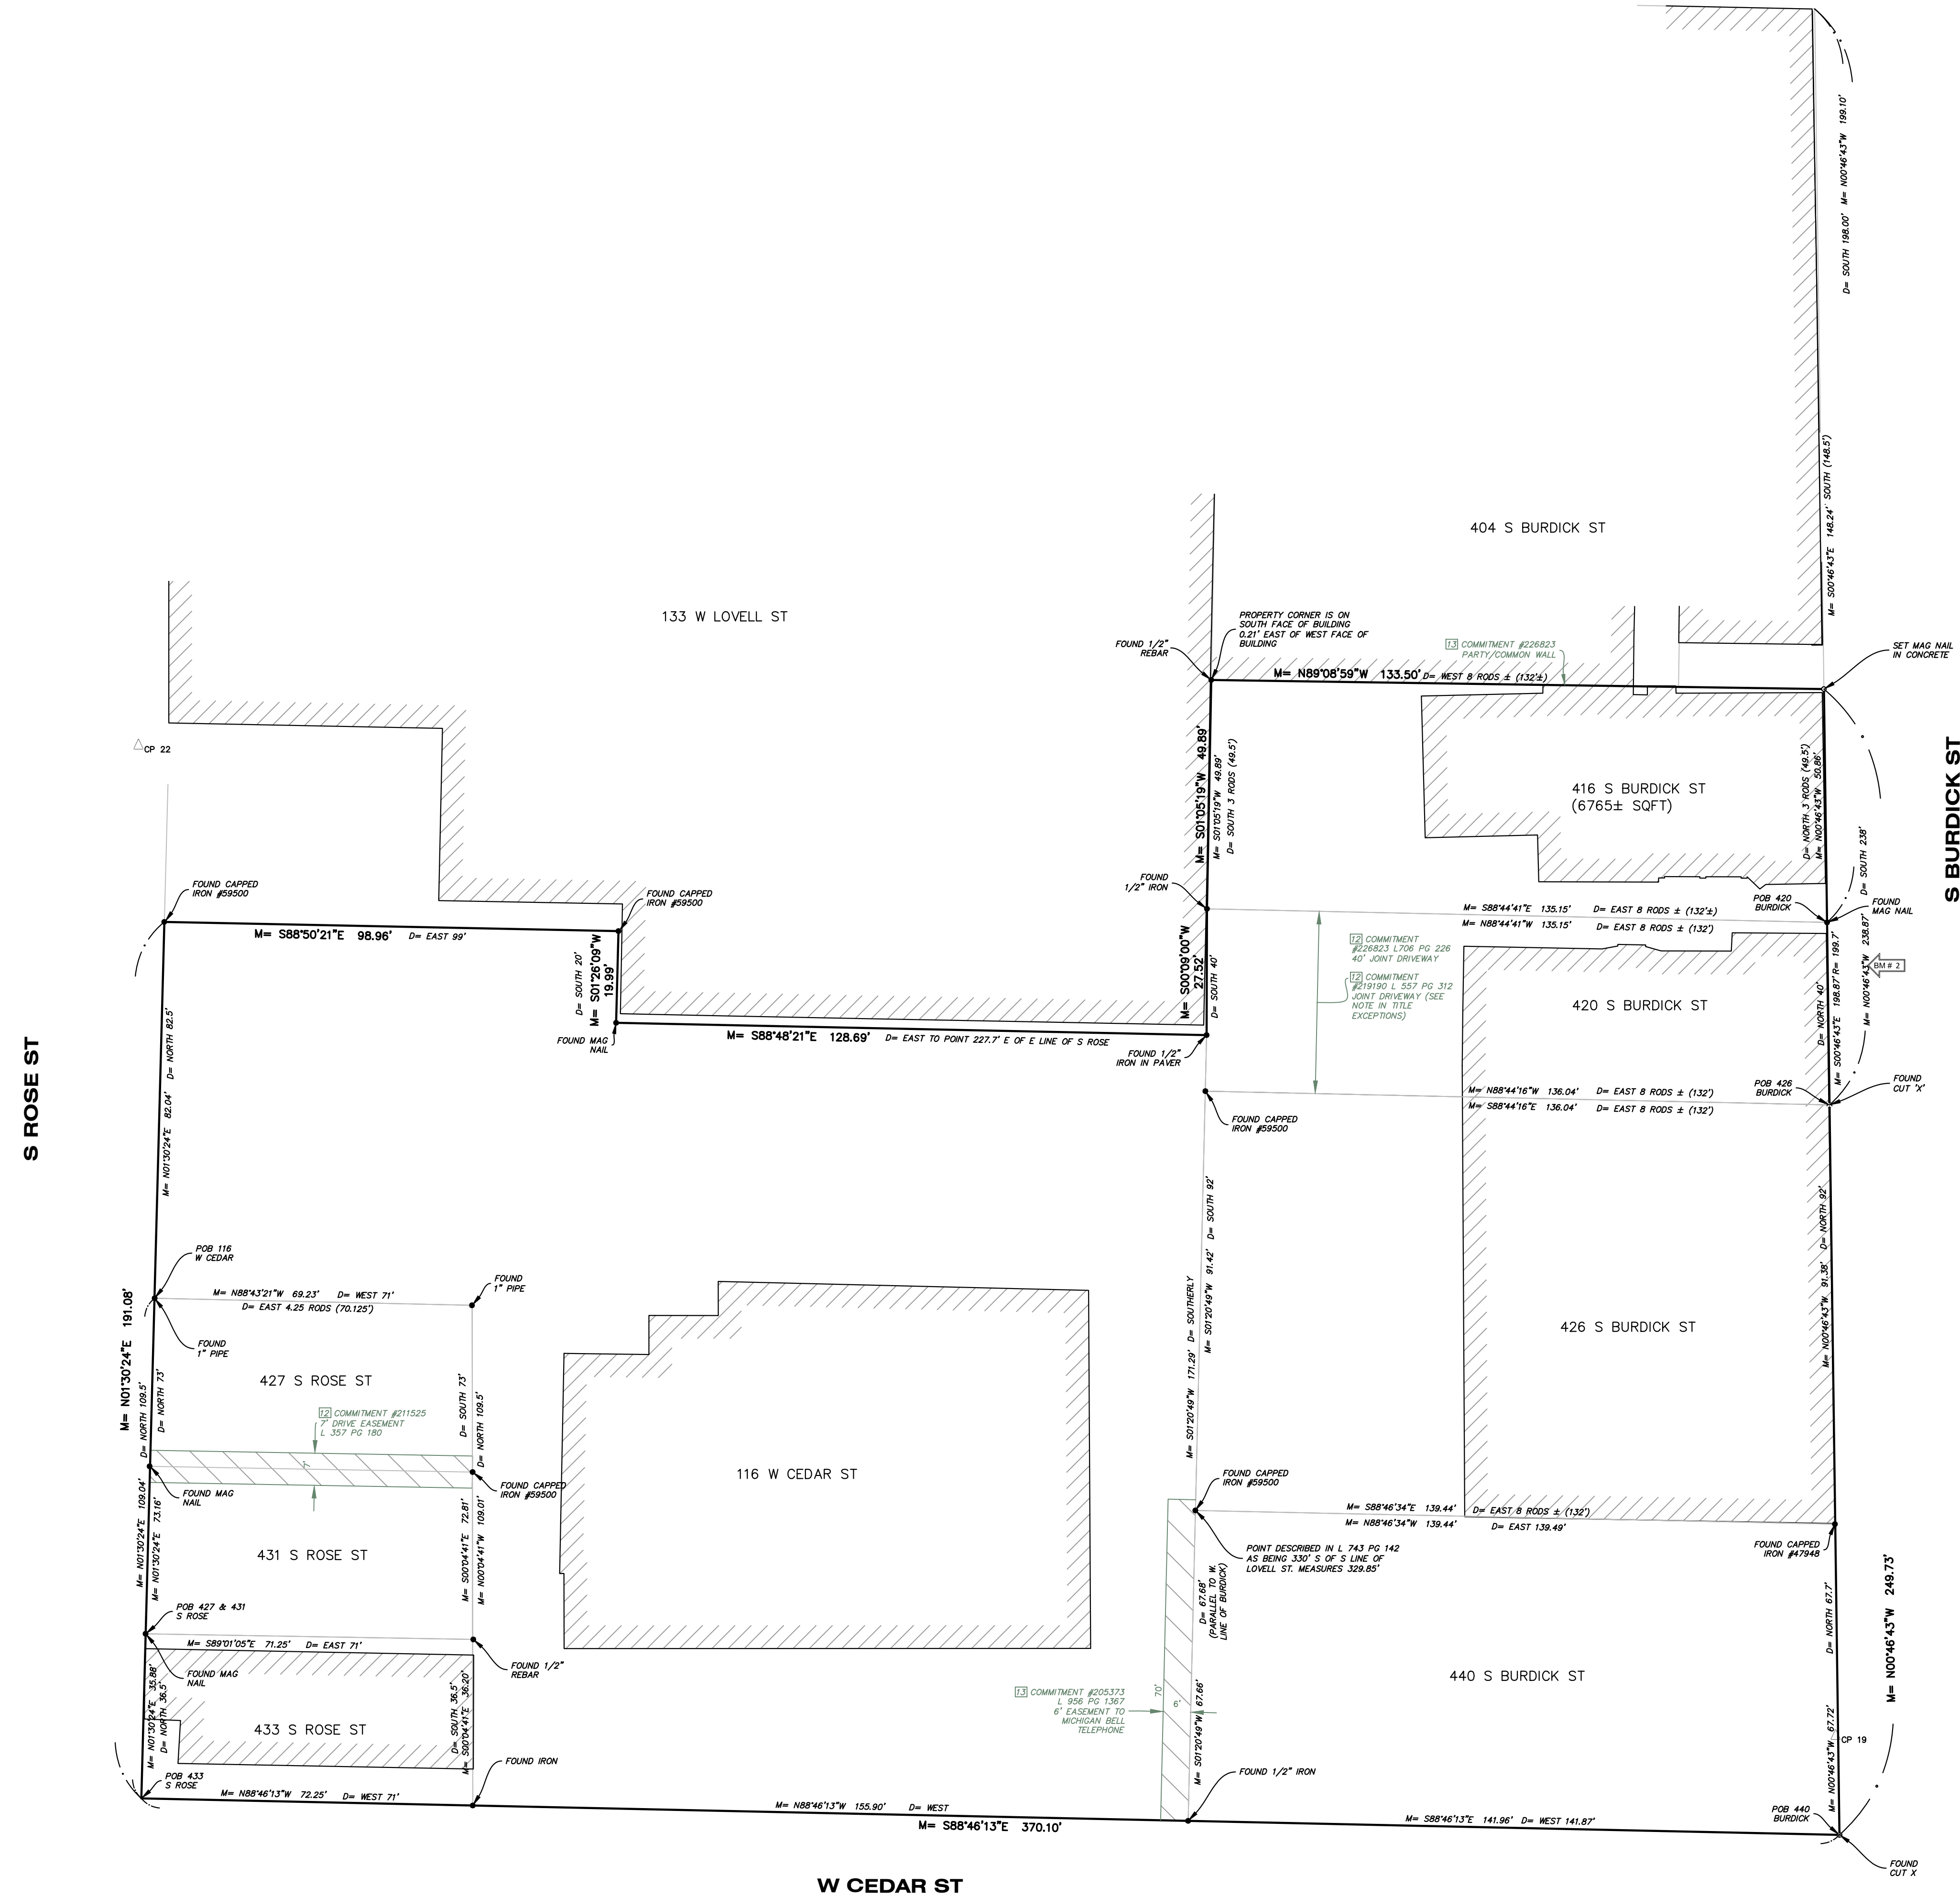 D= SOUTH 198.00' M= N00°46'43"W 199.10'
M= S00°46'43"E 148.24' SOUTH (148.5')
404 S BURDICK ST
133 W LOVELL ST
PROPERTY CORNER IS ON
SOUTH FACE OF BUILDING
0.21' EAST OF WEST FACE OF
BUILDING
FOUND 1/2"
REBAR
13 COMMITMENT #226823
PARTY/COMMON WALL
SET MAG NAIL
IN CONCRETE
M= N89°08'59"W 133.50' D= WEST 8 RODS ± (132'±)
CP 22
S BURDICK ST
M= S01°05'19"W 49.89'
M= S01°05'19"W 49.89'
D= SOUTH 3 RODS (49.5')
416 S BURDICK ST
(6765± SQFT)
D= NORTH 3 RODS (49.5')
M= N00°46'43"W 50.86'
M= N00°46'43"W 238.87' D= SOUTH 238'
FOUND CAPPED
IRON #59500
FOUND CAPPED
IRON #59500
FOUND
1/2" IRON
M= S88°44'41"E 135.15' D= EAST 8 RODS ± (132'±)
M= N88°44'41"W 135.15' D= EAST 8 RODS ± (132')
POB 420
BURDICK
FOUND
MAG NAIL
M= S88°50'21"E 98.96' D= EAST 99'
D= SOUTH 20'
M= S01°26'09"W
19.99'
M= S00°09'00"W
27.52'
D= SOUTH 40'
12 COMMITMENT
#226823 L706 PG 226
40' JOINT DRIVEWAY
12 COMMITMENT
#219190 L 557 PG 312
JOINT DRIVEWAY (SEE
NOTE IN TITLE
EXCEPTIONS)
BM # 2
420 S BURDICK ST
D= NORTH 40'
M= S00°46'43"E 198.87' R= 199.7'
FOUND MAG
NAIL
M= S88°48'21"E 128.69' D= EAST TO POINT 227.7' E OF E LINE OF S ROSE
FOUND 1/2"
IRON IN PAVER
S ROSE ST
M= N01°30'24"E 82.04' D= NORTH 82.5'
M= N88°44'16"W 136.04' D= EAST 8 RODS ± (132')
M= S88°44'16"E 136.04' D= EAST 8 RODS ± (132')
POB 426
BURDICK
FOUND
CUT 'X'
FOUND CAPPED
IRON #59500
M= S01°20'49"W 171.29' D= SOUTHERLY
M= S01°20'49"W 91.42' D= SOUTH 92'
M= N00°46'43"W 91.38' D= NORTH 92'
426 S BURDICK ST
POB 116
W CEDAR
FOUND
1" PIPE
M= N88°43'21"W 69.23' D= WEST 71'
D= EAST 4.25 RODS (70.125')
FOUND
1" PIPE
M= N01°30'24"E 191.08'
427 S ROSE ST
D= NORTH 73'
D= SOUTH 73'
M= N01°30'24"E 109.04' D= NORTH 109.5'
M= N00°04'41"W 109.01' D= NORTH 109.5'
12 COMMITMENT #211525
7' DRIVE EASEMENT
L 357 PG 180
7'
FOUND MAG
NAIL
FOUND CAPPED
IRON #59500
116 W CEDAR ST
FOUND CAPPED
IRON #59500
M= N01°30'24"E 73.16'
M= S00°04'41"E 72.81'
431 S ROSE ST
M= S88°46'34"E 139.44' D= EAST 8 RODS ± (132')
M= N88°46'34"W 139.44' D= EAST 139.49'
POINT DESCRIBED IN L 743 PG 142
AS BEING 330' S OF S LINE OF
LOVELL ST. MEASURES 329.85'
FOUND CAPPED
IRON #47948
D= 67.68'
(PARALLEL TO W.
LINE OF BURDICK)
M= N00°46'43"W 249.73'
POB 427 & 431
S ROSE
M= S89°01'05"E 71.25' D= EAST 71'
FOUND MAG
NAIL
FOUND 1/2"
REBAR
M= N01°30'24"E 35.88'
D= NORTH 36.5'
D= SOUTH 36.5'
M= S00°04'41"E 36.20'
433 S ROSE ST
13 COMMITMENT #205373
L 956 PG 1367
6' EASEMENT TO
MICHIGAN BELL
TELEPHONE
70'
6'
M= S01°20'49"W 67.66'
440 S BURDICK ST
M= N00°46'43"W 67.72' D= NORTH 67.7'
CP 19
FOUND IRON
FOUND 1/2" IRON
POB 433
S ROSE
M= N88°46'13"W 72.25' D= WEST 71'
M= N88°46'13"W 155.90' D= WEST
M= S88°46'13"E 370.10'
M= S88°46'13"E 141.96' D= WEST 141.87'
POB 440
BURDICK
FOUND
CUT X
W CEDAR ST